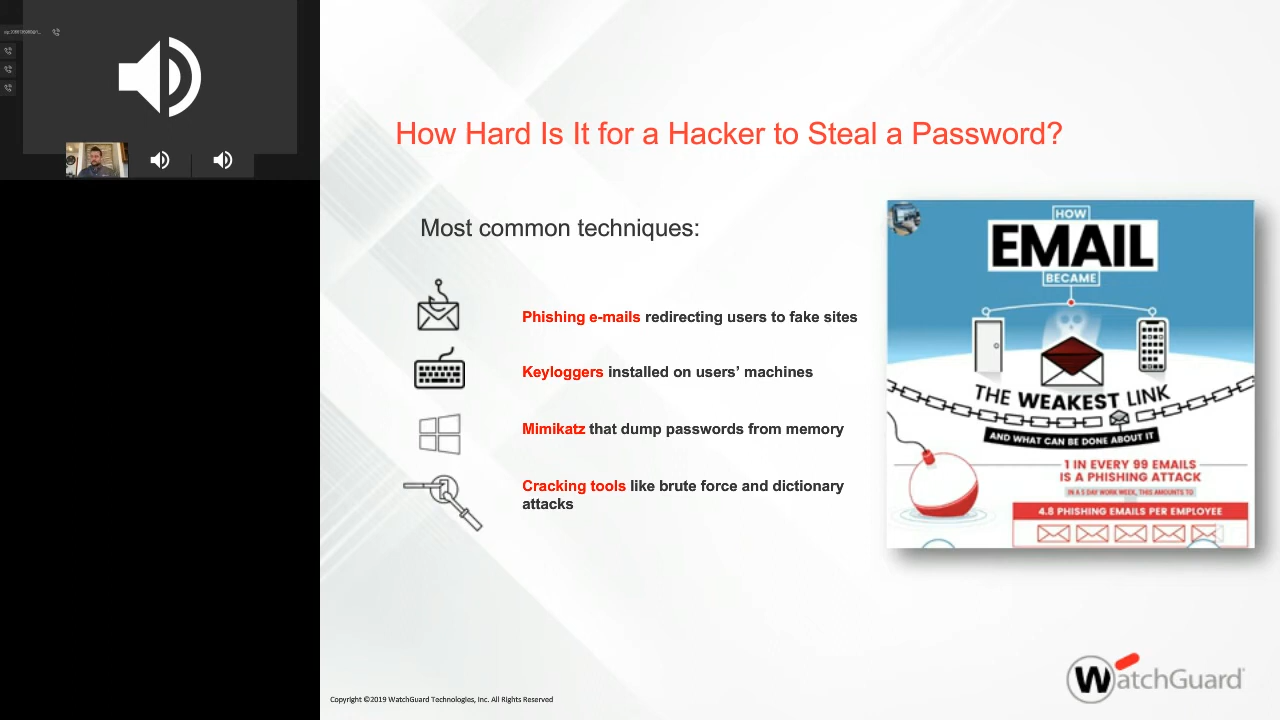 How Hard Is It for a Hacker to Steal a Password?
Most common techniques:
Phishing e-mails redirecting users to fake sites
Keyloggers installed on users’ machines
Mimikatz that dump passwords from memory
Cracking tools like brute force and dictionary
attacks
HOW
EMAIL
BECAME
THE WEAKEST LINK
AND WHAT CAN BE DONE ABOUT IT
1 IN EVERY 99 EMAILS
IS A PHISHING ATTACK
IN A 5 DAY WORK WEEK, THIS AMOUNTS TO
4.8 PHISHING EMAILS PER EMPLOYEE
WatchGuard
Copyright ©2019 WatchGuard Technologies, Inc. All Rights Reserved